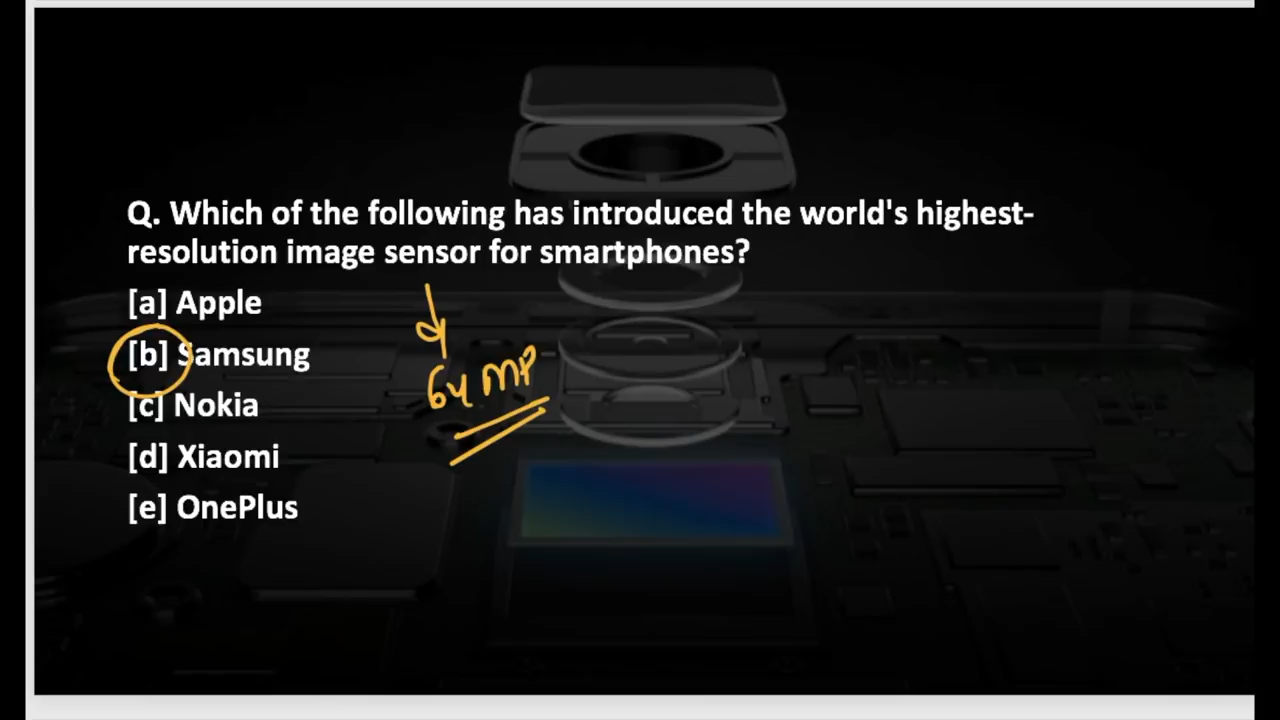 Q. Which of the following has introduced the world's highest-
resolution image sensor for smartphones?
[a] Apple
[b] Samsung
64 MP
[c] Nokia
[d] Xiaomi
[e] OnePlus